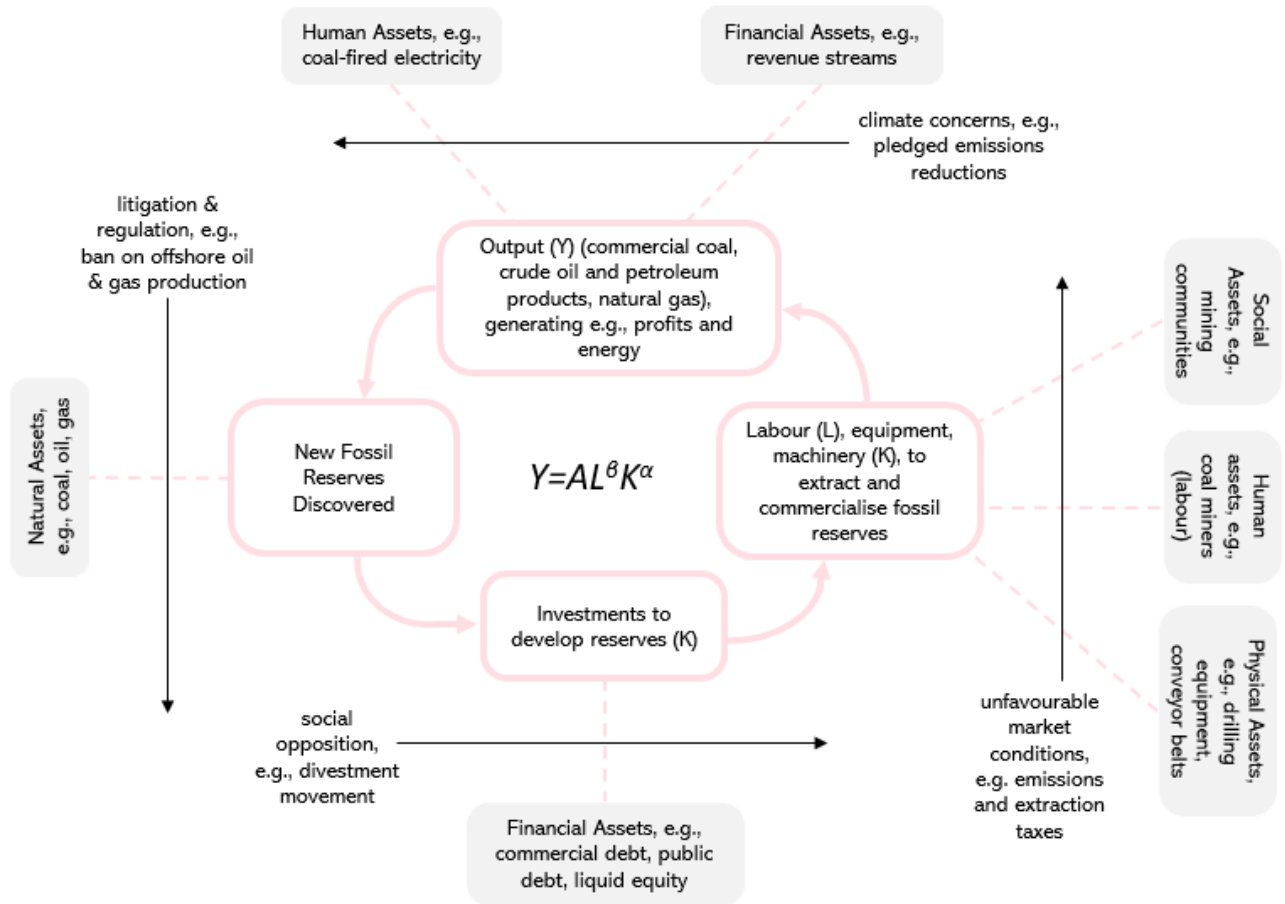 Human Assets, e.g.,
coal-fired electricity
Financial Assets, e.g.,
revenue streams
climate concerns, e.g.,
pledged emissions
reductions
litigation &
regulation, e.g.,
ban on offshore oil
& gas production
Output (Y) (commercial coal,
crude oil and petroleum
products, natural gas),
generating e.g., profits and
energy
Social
Assets, e.g.,
mining
communities
Natural Assets,
e.g., coal, oil, gas
New Fossil
Reserves
Discovered
Y=AL^βK^α
Labour (L), equipment,
machinery (K), to
extract and
commercialise fossil
reserves
Human
assets, e.g.,
coal miners
(labour)
Investments to
develop reserves (K)
Physical Assets,
e.g., drilling
equipment,
conveyor belts
social
opposition,
e.g., divestment
movement
unfavourable
market
conditions,
e.g. emissions
and extraction
taxes
Financial Assets, e.g.,
commercial debt, public
debt, liquid equity